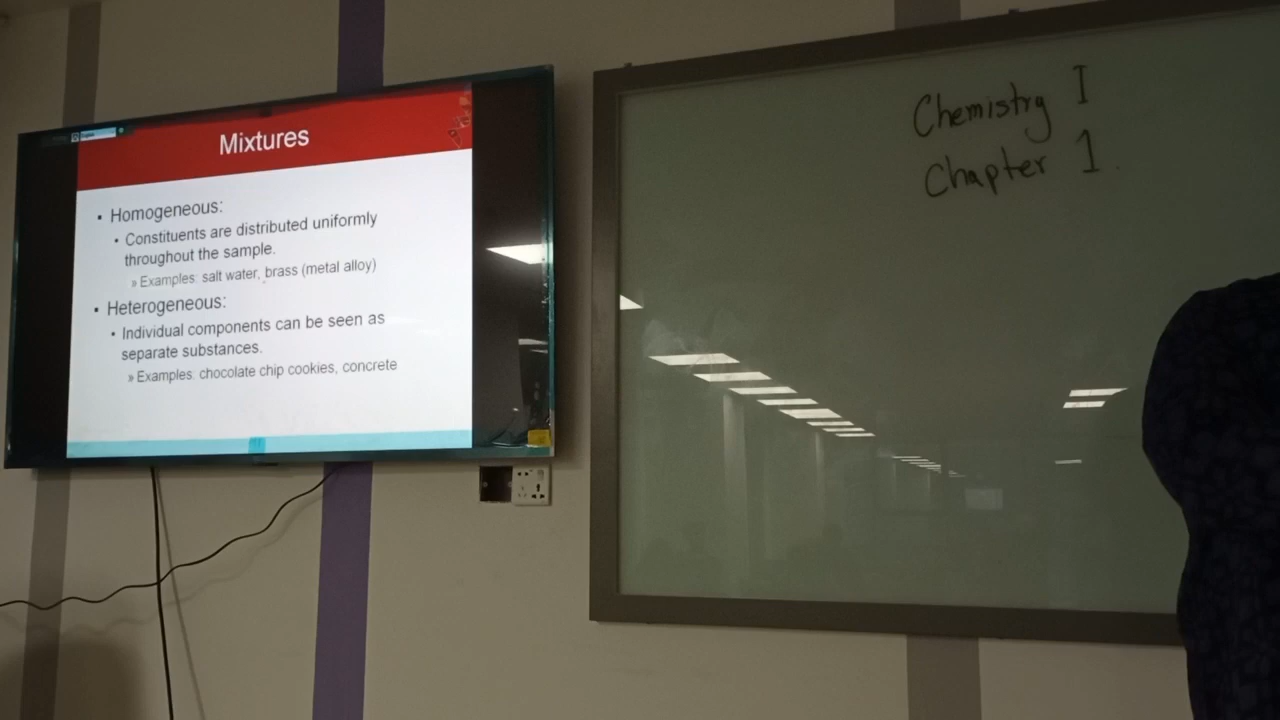 Mixtures
• Homogeneous:
• Constituents are distributed uniformly
throughout the sample.
» Examples: salt water, brass (metal alloy)
• Heterogeneous:
• Individual components can be seen as
separate substances.
» Examples: chocolate chip cookies, concrete
Chemistry I
Chapter 1.